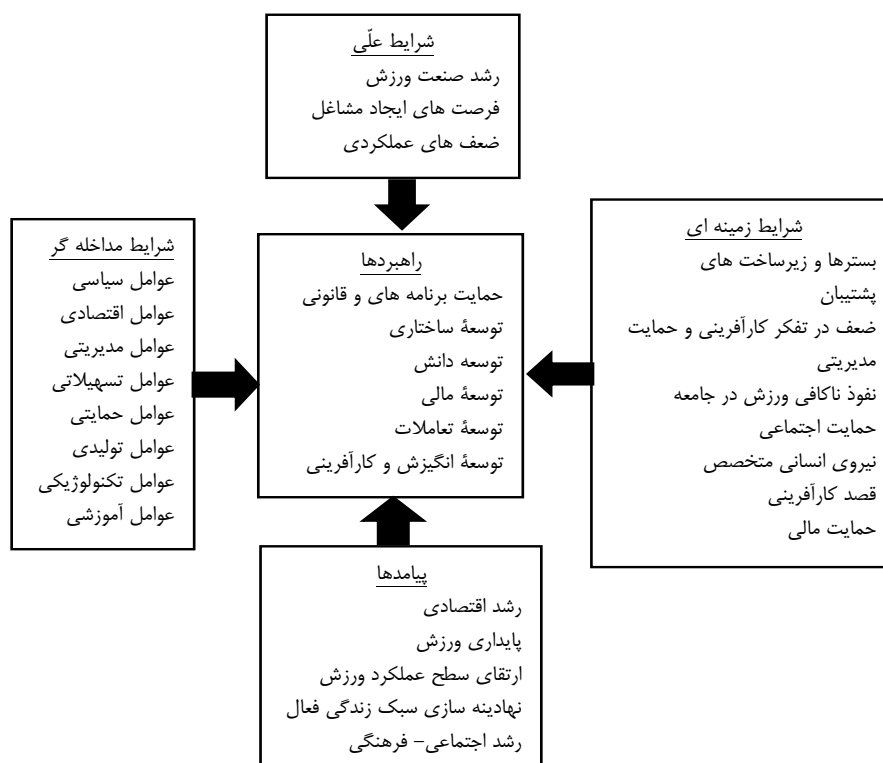 شرایط علّی
رشد صنعت ورزش
فرصت های ایجاد مشاغل
ضعف های عملکردی
شرایط زمینه ای
بسترها و زیرساخت های
پشتیبان
ضعف در تفکر کارآفرینی و حمایت
مدیریتی
نفوذ ناکافی ورزش در جامعه
حمایت اجتماعی
نیروی انسانی متخصص
قصد کارآفرینی
حمایت مالی
راهبردها
حمایت برنامه های و قانونی
توسعۀ ساختاری
توسعه دانش
توسعۀ مالی
توسعۀ تعاملات
توسعۀ انگیزش و کارآفرینی
شرایط مداخله گر
عوامل سیاسی
عوامل اقتصادی
عوامل مدیریتی
عوامل تسهیلاتی
عوامل حمایتی
عوامل تولیدی
عوامل تکنولوژیکی
عوامل آموزشی
پیامدها
رشد اقتصادی
پایداری ورزش
ارتقای سطح عملکرد ورزش
نهادینه سازی سبک زندگی فعال
رشد اجتماعی– فرهنگی